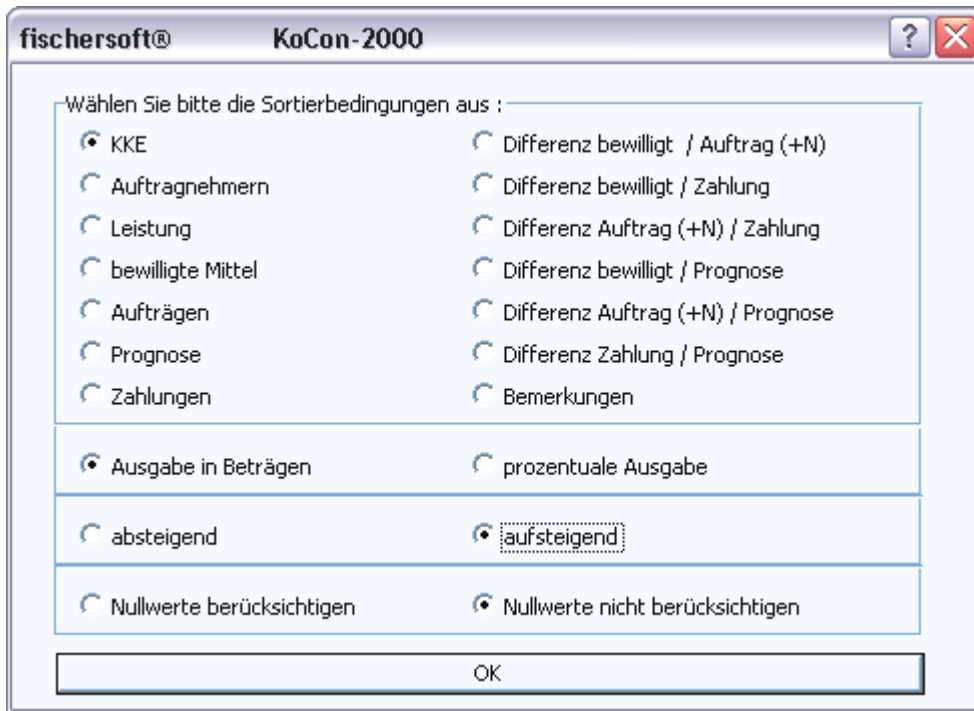 fischersoft® KoCon-2000
Wählen Sie bitte die Sortierbedingungen aus :
KKE
Differenz bewilligt / Auftrag (+N)
Auftragnehmern
Differenz bewilligt / Zahlung
Leistung
Differenz Auftrag (+N) / Zahlung
bewilligte Mittel
Differenz bewilligt / Prognose
Aufträgen
Differenz Auftrag (+N) / Prognose
Prognose
Differenz Zahlung / Prognose
Zahlungen
Bemerkungen
Ausgabe in Beträgen
prozentuale Ausgabe
absteigend
aufsteigend
Nullwerte berücksichtigen
Nullwerte nicht berücksichtigen
OK